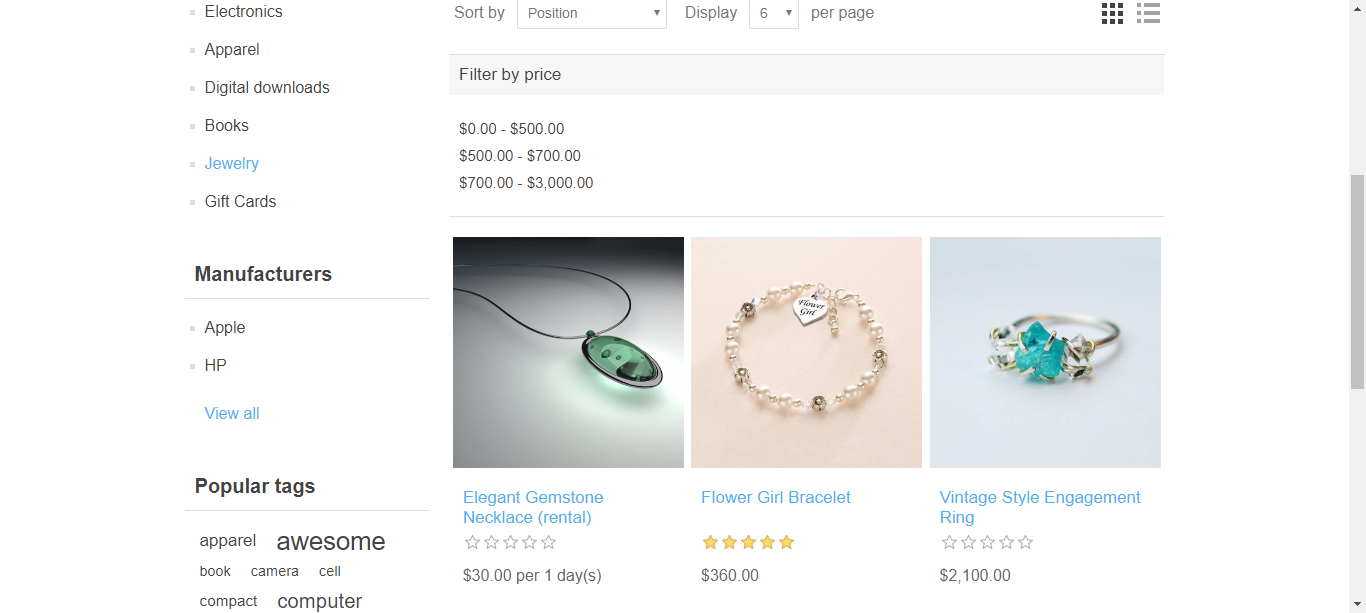 Electronics
Apparel
Digital downloads
Books
Jewelry
Gift Cards
Manufacturers
Apple
HP
View all
Popular tags
apparel awesome
book camera cell
compact computer
Sort by Position Display 6 per page
Filter by price
$0.00 - $500.00
$500.00 - $700.00
$700.00 - $3,000.00
Flower
Girl
Elegant Gemstone
Necklace (rental)
$30.00 per 1 day(s)
Flower Girl Bracelet
$360.00
Vintage Style Engagement
Ring
$2,100.00